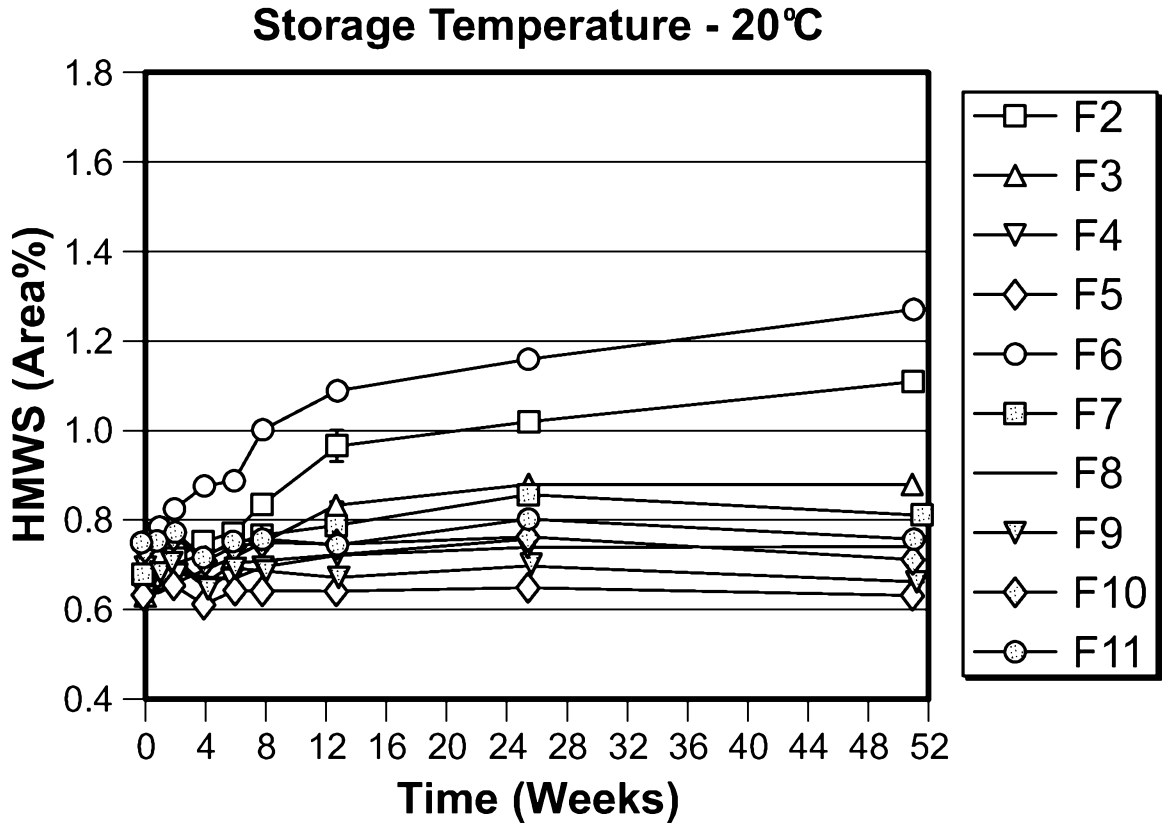 Storage Temperature - 20°C
HMWS (Area%)
1.8
1.6
1.4
1.2
1.0
0.8
0.6
0.4
0 4 8 12 16 20 24 28 32 36 40 44 48 52
Time (Weeks)
F2
F3
F4
F5
F6
F7
F8
F9
F10
F11